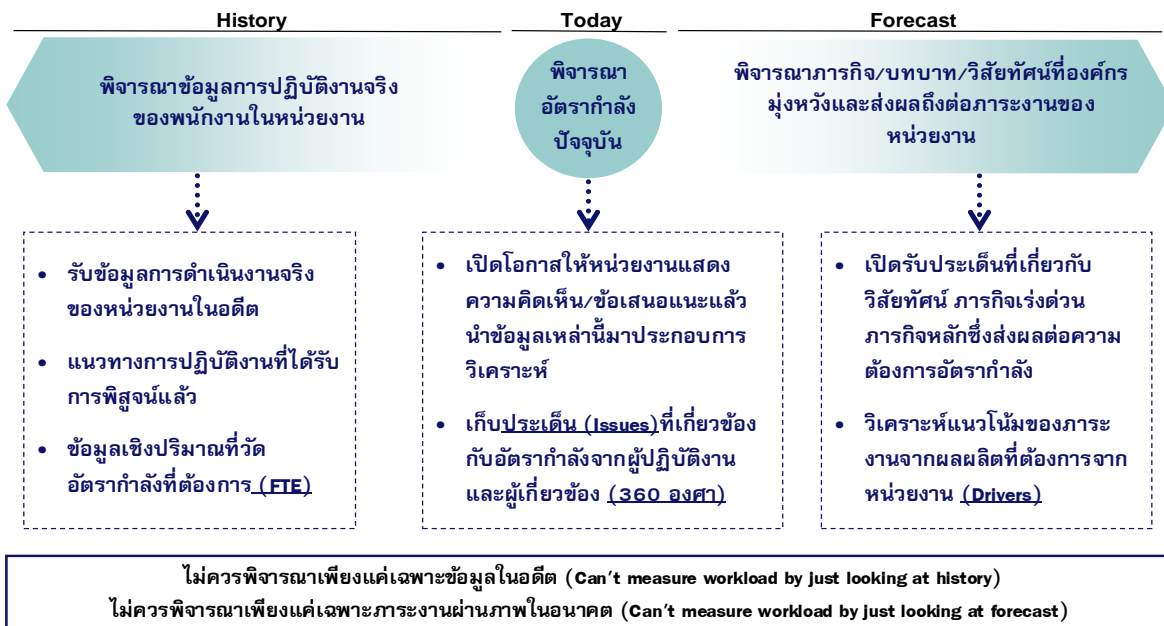 History
Today
Forecast
พิจารณาข้อมูลการปฏิบัติงานจริง
ของพนักงานในหน่วยงาน
พิจารณา
อัตรากำลัง
ปัจจุบัน
พิจารณาภารกิจ/บทบาท/วิสัยทัศน์ที่องค์กร
มุ่งหวังและส่งผลถึงต่อภาระงานของ
หน่วยงาน
• รับข้อมูลการดำเนินงานจริง
ของหน่วยงานในอดีต
• แนวทางการปฏิบัติงานที่ได้รับ
การพิสูจน์แล้ว
• ข้อมูลเชิงปริมาณที่วัด
อัตรากำลังที่ต้องการ (FTE)
• เปิดโอกาสให้หน่วยงานแสดง
ความคิดเห็น/ข้อเสนอแนะแล้ว
นำข้อมูลเหล่านี้มาประกอบการ
วิเคราะห์
• เก็บประเด็น (Issues)ที่เกี่ยวข้อง
กับอัตรากำลังจากผู้ปฏิบัติงาน
และผู้เกี่ยวข้อง (360 องศา)
• เปิดรับประเด็นที่เกี่ยวกับ
วิสัยทัศน์ ภารกิจเร่งด่วน
ภารกิจหลักซึ่งส่งผลต่อความ
ต้องการอัตรากำลัง
• วิเคราะห์แนวโน้มของภาระ
งานจากผลผลิตที่ต้องการจาก
หน่วยงาน (Drivers)
ไม่ควรพิจารณาเพียงแค่เฉพาะข้อมูลในอดีต (Can't measure workload by just looking at history)
ไม่ควรพิจารณาเพียงแค่เฉพาะภาระงานผ่านภาพในอนาคต (Can't measure workload by just looking at forecast)